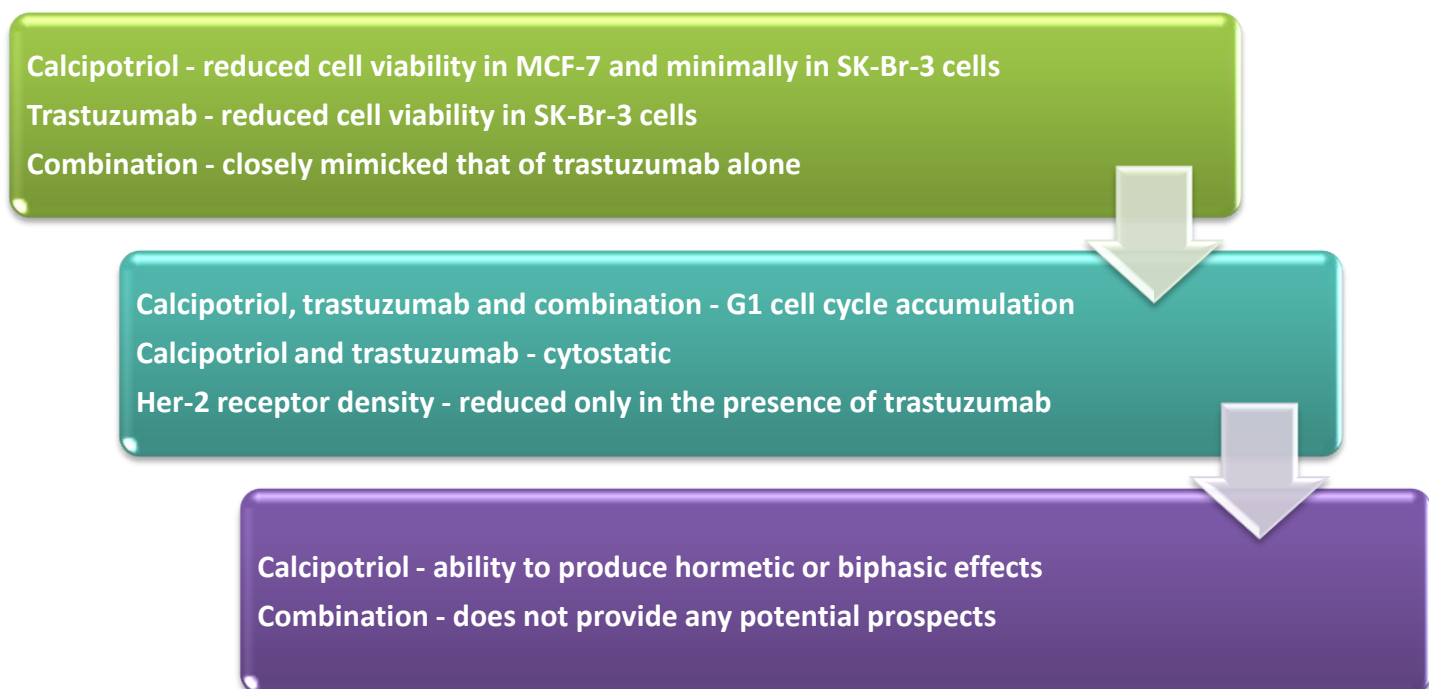 Calcipotriol - reduced cell viability in MCF-7 and minimally in SK-Br-3 cells
Trastuzumab - reduced cell viability in SK-Br-3 cells
Combination - closely mimicked that of trastuzumab alone
Calcipotriol, trastuzumab and combination - G1 cell cycle accumulation
Calcipotriol and trastuzumab - cytostatic
Her-2 receptor density - reduced only in the presence of trastuzumab
Calcipotriol - ability to produce hormetic or biphasic effects
Combination - does not provide any potential prospects